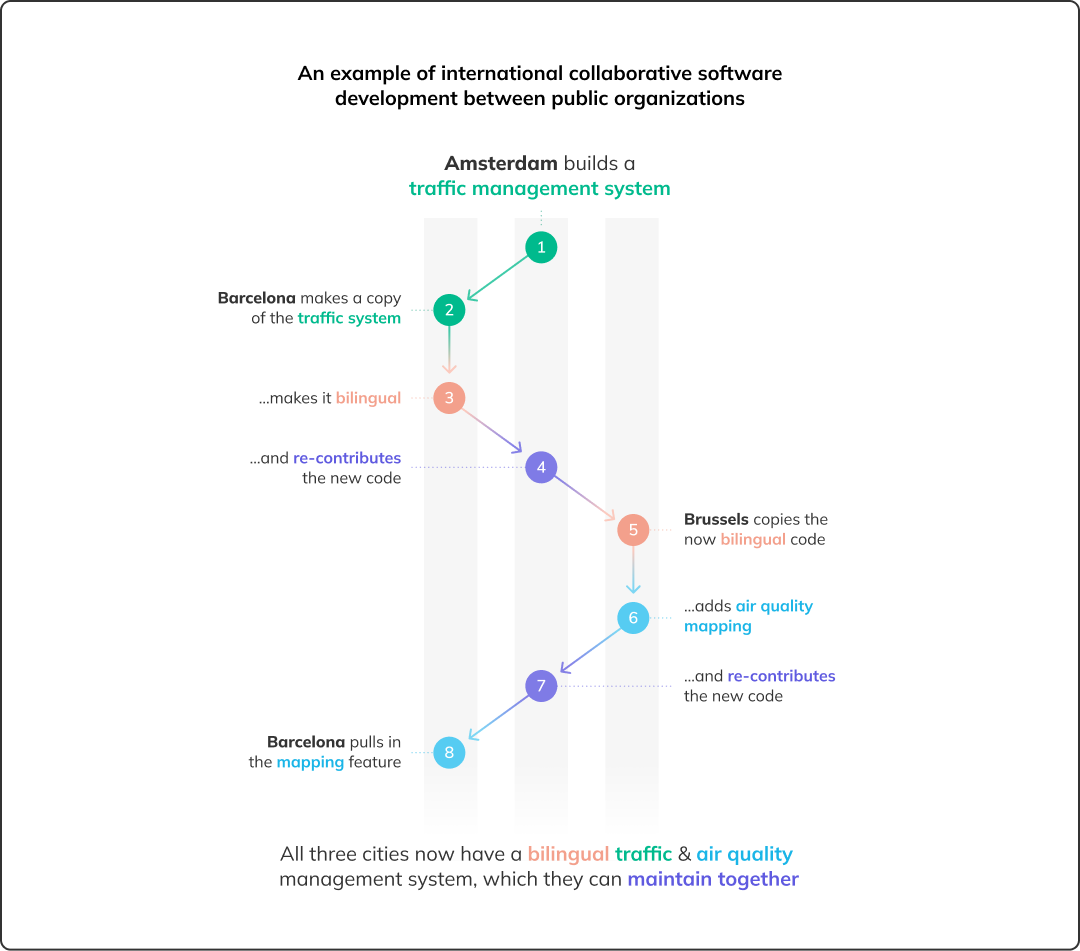 An example of international collaborative software
development between public organizations
Amsterdam builds a
traffic management system
1
Barcelona makes a copy
of the traffic system
2
...makes it bilingual
3
...and re-contributes
the new code
4
5
Brussels copies the
now bilingual code
6
...adds air quality
mapping
7
...and re-contributes
the new code
Barcelona pulls in
the mapping feature
8
All three cities now have a bilingual traffic & air quality
management system, which they can maintain together